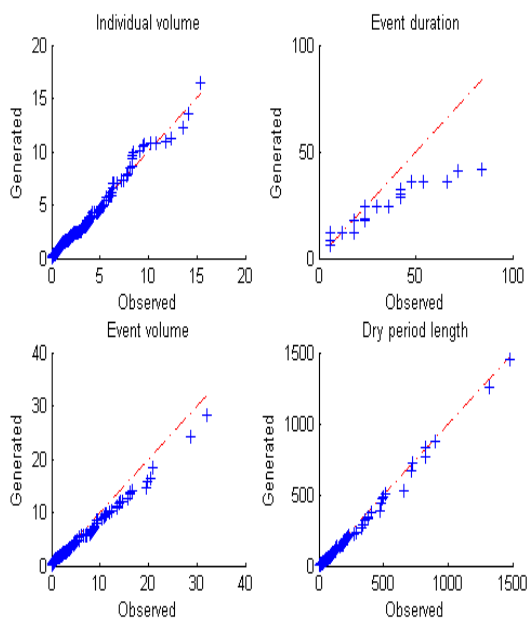 Individual volume
20
15
10
5
0
Generated
0 5 10 15 20
Observed
Event duration
100
50
0
Generated
0 50 100
Observed
Event volume
40
30
20
10
0
Generated
0 10 20 30 40
Observed
Dry period length
1500
1000
500
0
Generated
0 500 1000 1500
Observed